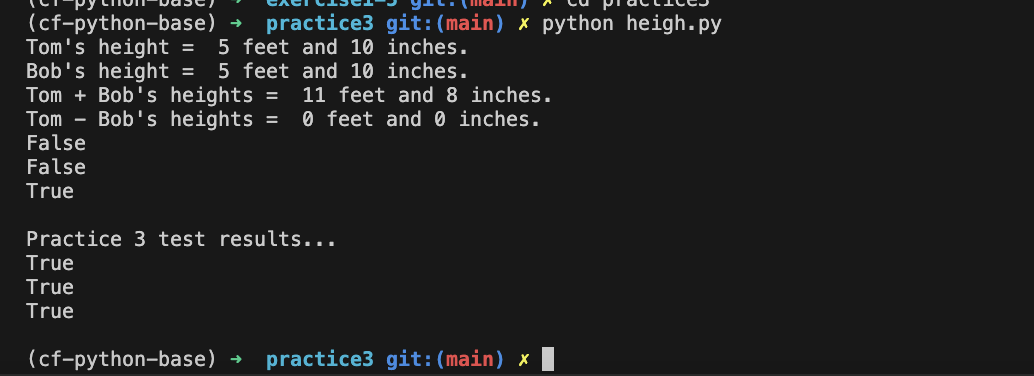 (cf-python-base) → exercise1-5 git:(main) ✗ cd practice3
(cf-python-base) → practice3 git:(main) ✗ python heigh.py
Tom's height =  5 feet and 10 inches.
Bob's height =  5 feet and 10 inches.
Tom + Bob's heights =  11 feet and 8 inches.
Tom - Bob's heights =  0 feet and 0 inches.
False
False
True
Practice 3 test results...
True
True
True
(cf-python-base) → practice3 git:(main) ✗